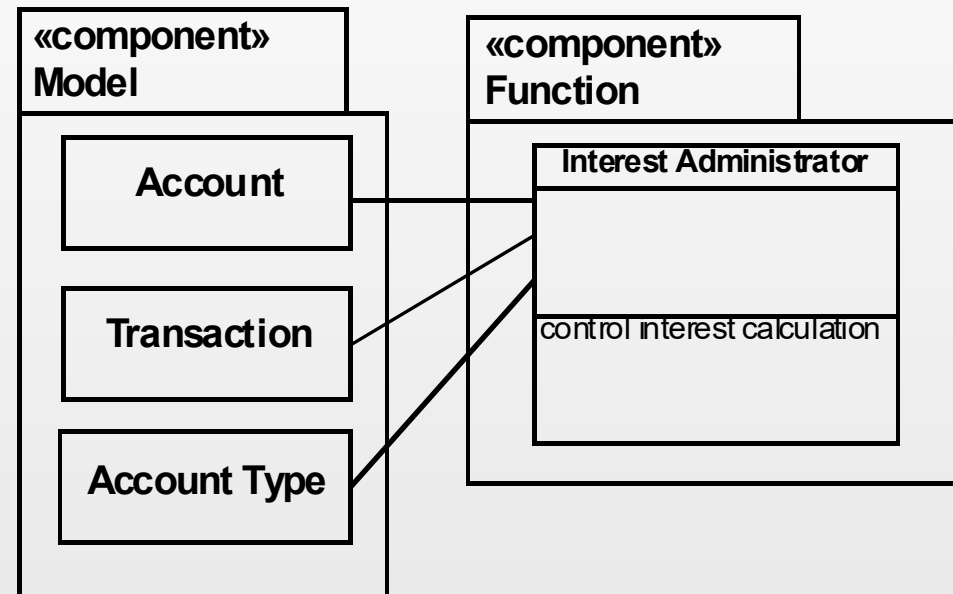 «component»
Model
Account
Transaction
Account Type
«component»
Function
Interest Administrator
control interest calculation